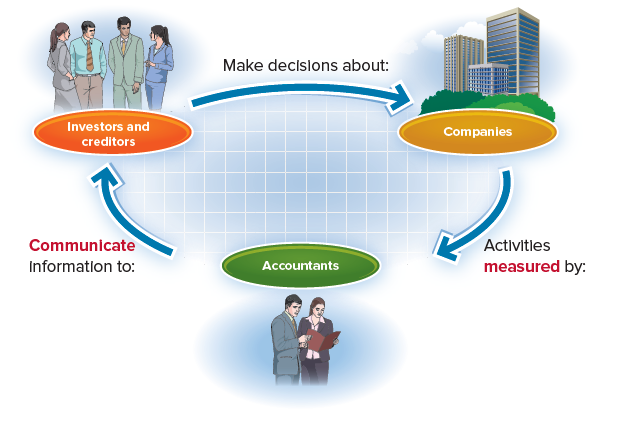 Make decisions about:
Investors and
creditors
Companies
Communicate
information to:
Activities
measured by:
Accountants